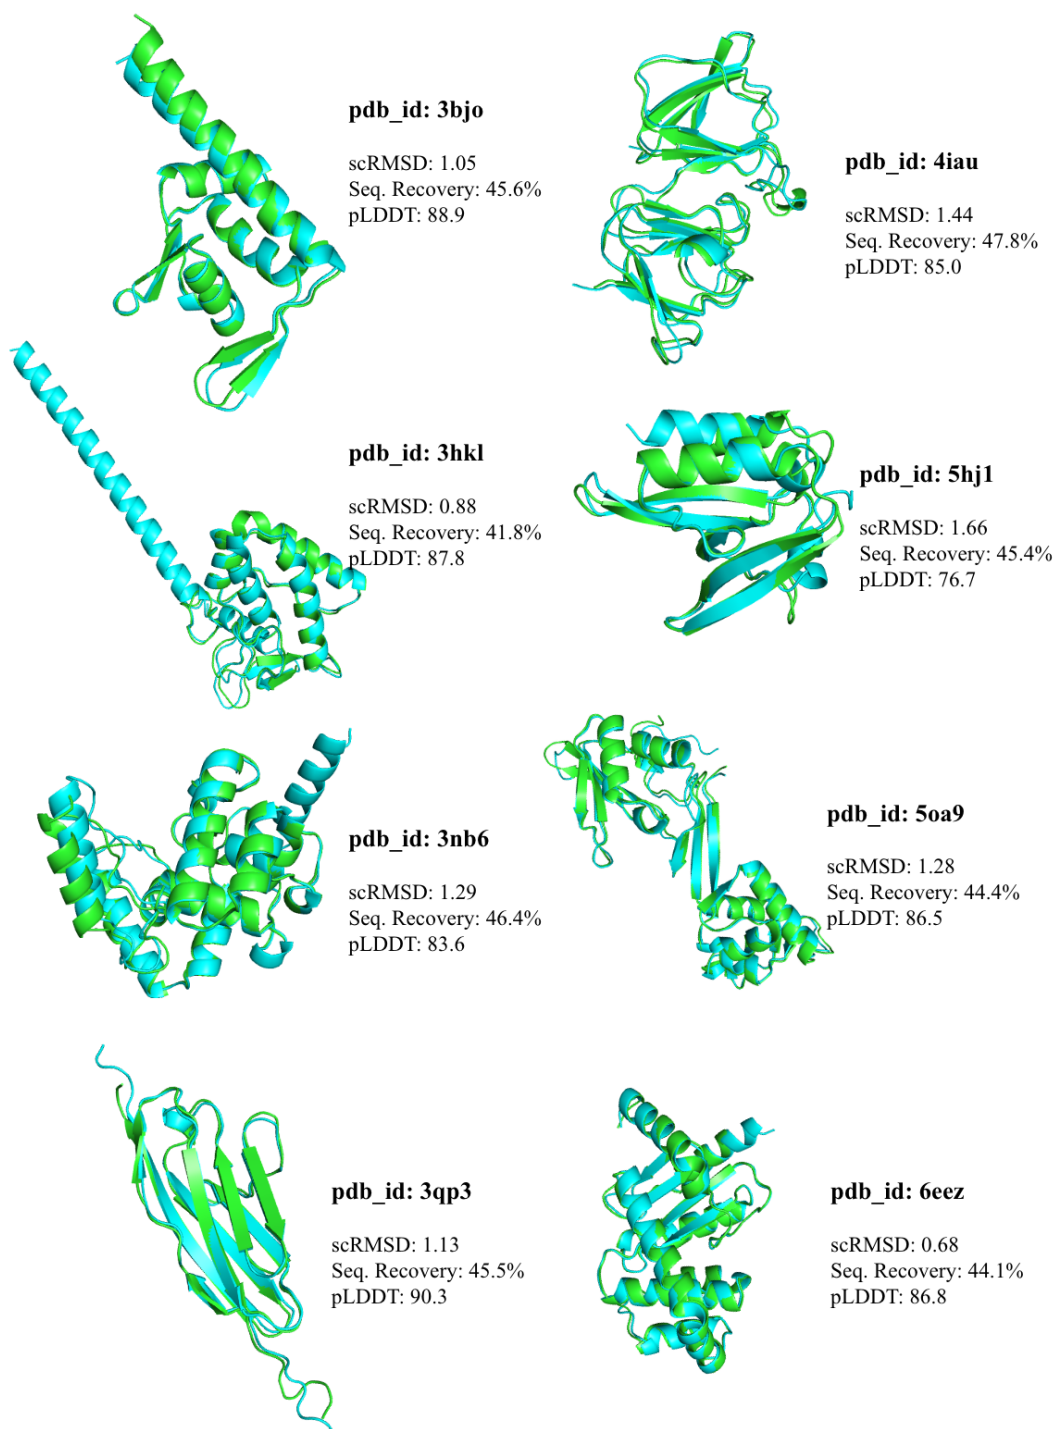 pdb_id: 3bjo
scRMSD: 1.05
Seq. Recovery: 45.6%
pLDDT: 88.9
pdb_id: 4iau
scRMSD: 1.44
Seq. Recovery: 47.8%
pLDDT: 85.0
pdb_id: 3hkl
scRMSD: 0.88
Seq. Recovery: 41.8%
pLDDT: 87.8
pdb_id: 5hj1
scRMSD: 1.66
Seq. Recovery: 45.4%
pLDDT: 76.7
pdb_id: 3nb6
scRMSD: 1.29
Seq. Recovery: 46.4%
pLDDT: 83.6
pdb_id: 5oa9
scRMSD: 1.28
Seq. Recovery: 44.4%
pLDDT: 86.5
pdb_id: 3qp3
scRMSD: 1.13
Seq. Recovery: 45.5%
pLDDT: 90.3
pdb_id: 6eez
scRMSD: 0.68
Seq. Recovery: 44.1%
pLDDT: 86.8